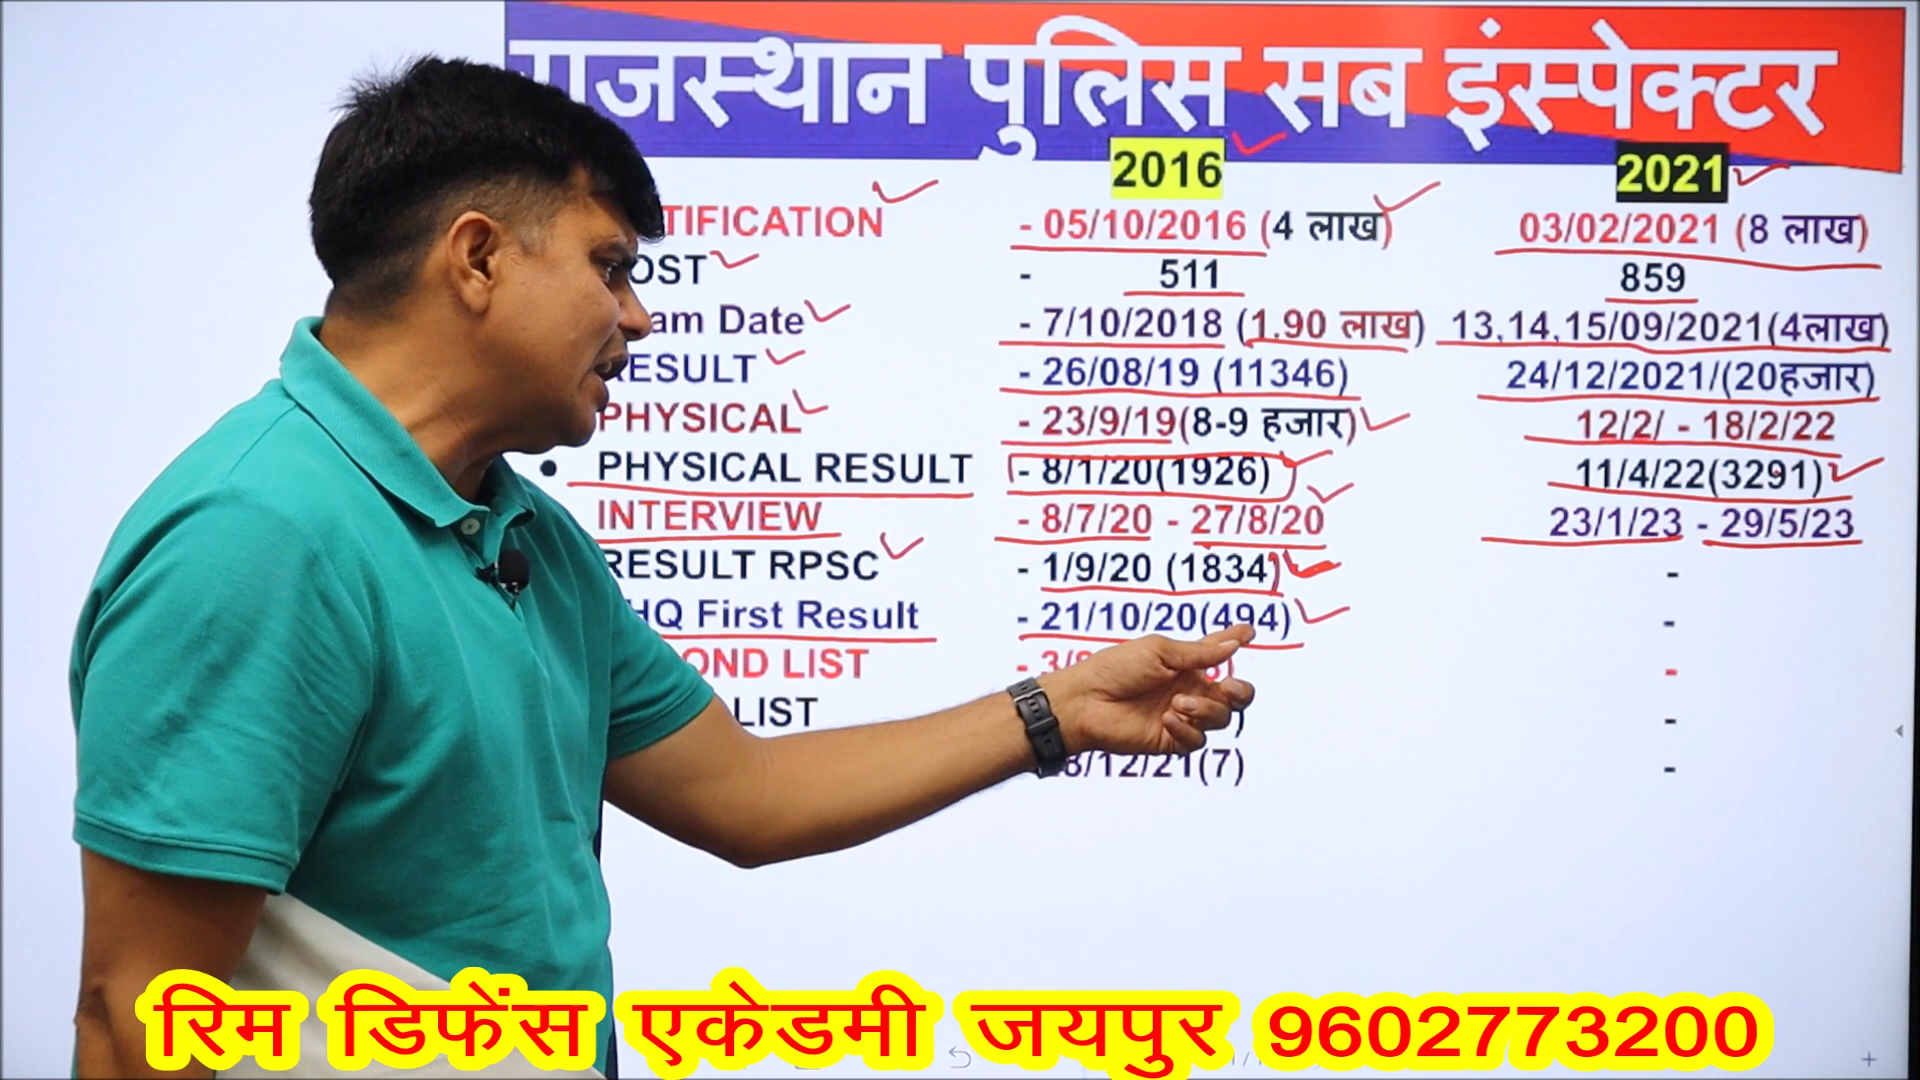 राजस्थान पुलिस सब इंस्पेक्टर
2016 2021
TIFICATION - 05/10/2016 (4 लाख) 03/02/2021 (8 लाख)
OST - 511 859
am Date - 7/10/2018 (1.90 लाख) 13,14,15/09/2021(4लाख)
RESULT - 26/08/19 (11346) 24/12/2021/(20हजार)
PHYSICAL - 23/9/19(8-9 हजार) 12/2/ - 18/2/22
• PHYSICAL RESULT - 8/1/20(1926) 11/4/22(3291)
INTERVIEW - 8/7/20 - 27/8/20 23/1/23 - 29/5/23
RESULT RPSC - 1/9/20 (1834) -
HQ First Result - 21/10/20(494) -
OND LIST - -
LIST -
8/12/21(7) -
रिम डिफेंस एकेडमी जयपुर 9602773200